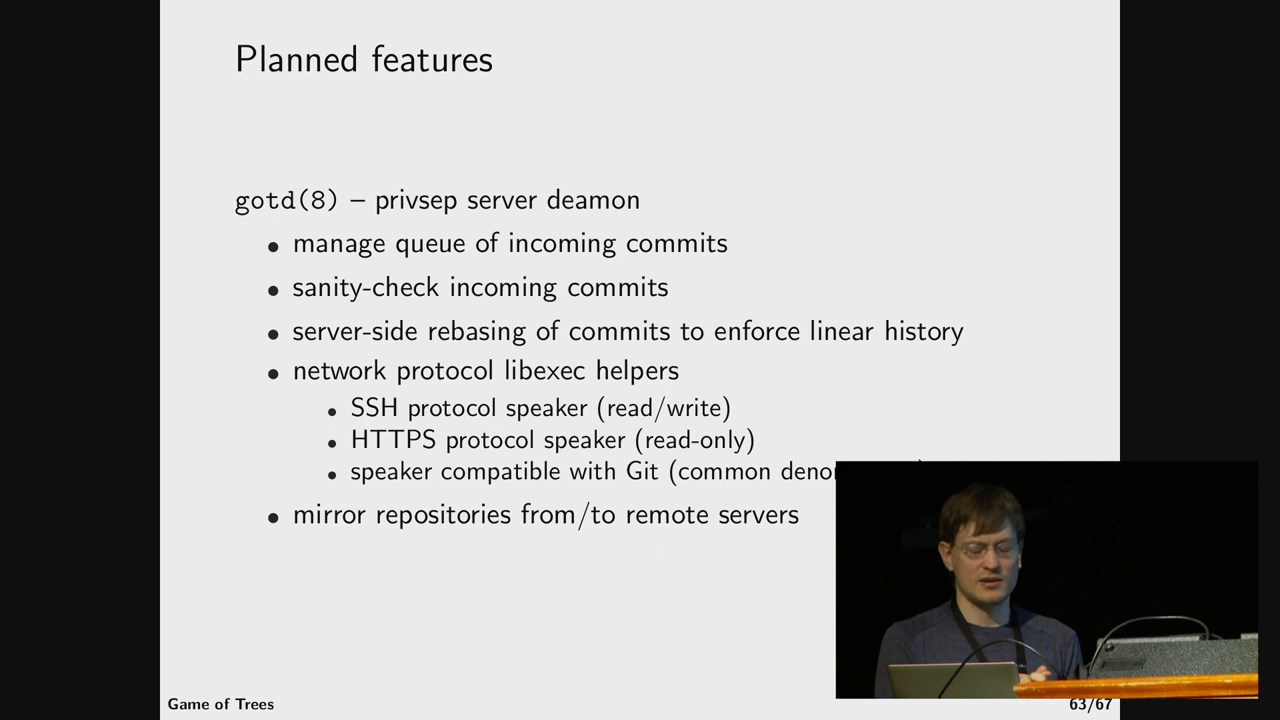 Planned features
gotd(8) – privsep server deamon
• manage queue of incoming commits
• sanity-check incoming commits
• server-side rebasing of commits to enforce linear history
• network protocol libexec helpers
• SSH protocol speaker (read/write)
• HTTPS protocol speaker (read-only)
• speaker compatible with Git (common
• mirror repositories from/to remote servers
Game of Trees
63/67